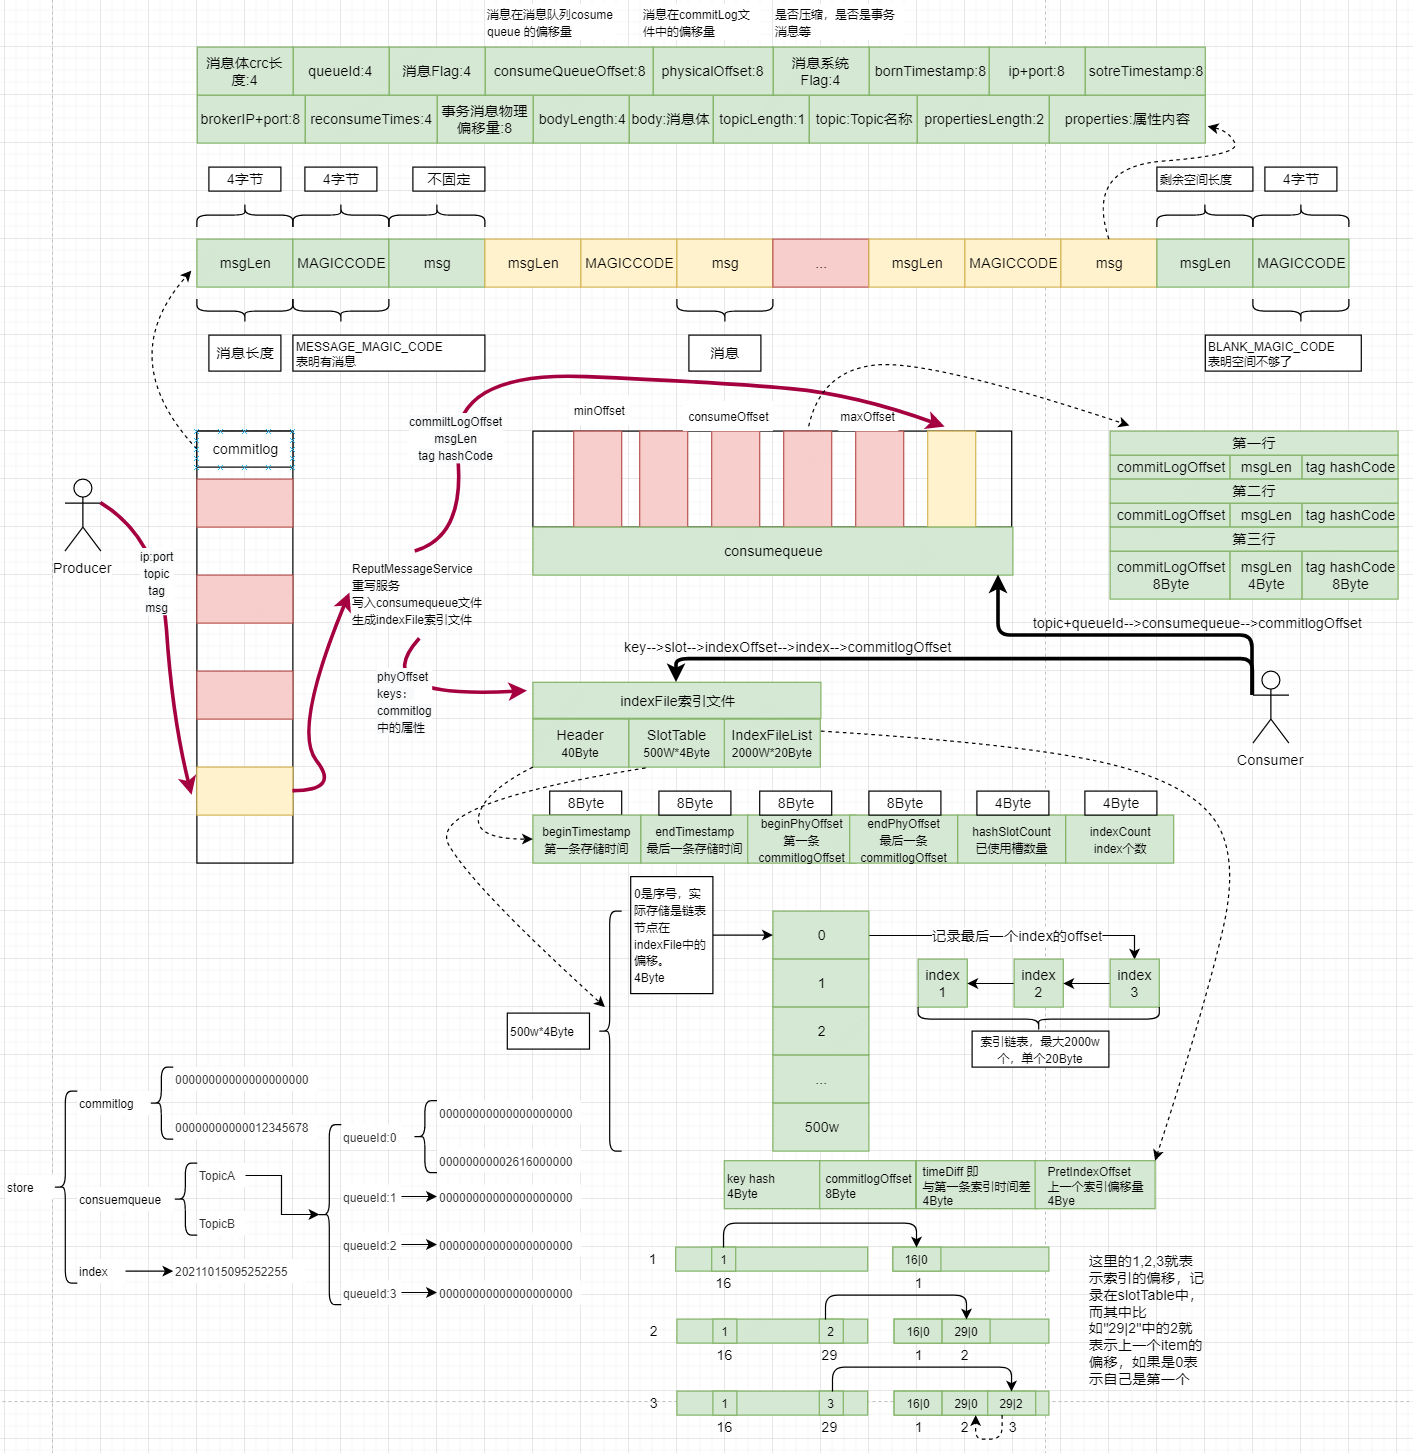 消息在消息队列cosume
queue 的偏移量
消息在commitLog文
件中的偏移量
是否压缩，是否是事务
消息等
消息体crc长
度:4
queueId:4
消息Flag:4
consumeQueueOffset:8
physicalOffset:8
消息系统
Flag:4
bornTimestamp:8
ip+port:8
sotreTimestamp:8
brokerIP+port:8
reconsumeTimes:4
事务消息物理
偏移量:8
bodyLength:4
body:消息体
topicLength:1
topic:Topic名称
propertiesLength:2
properties:属性内容
4字节
4字节
不固定
剩余空间长度
4字节
msgLen
MAGICCODE
msg
msgLen
MAGICCODE
msg
...
msgLen
MAGICCODE
msg
msgLen
MAGICCODE
消息长度
MESSAGE_MAGIC_CODE
表明有消息
消息
BLANK_MAGIC_CODE
表明空间不够了
commitlog
commiltLogOffset
msgLen
tag hashCode
minOffset
consumeOffset
maxOffset
consumequeue
第一行
commitLogOffset
msgLen
tag hashCode
第二行
commitLogOffset
msgLen
tag hashCode
第三行
commitLogOffset
8Byte
msgLen
4Byte
tag hashCode
8Byte
Producer
ip:port
topic
tag
msg
ReputMessageService
重写服务
写入consumequeue文件
生成indexFile索引文件
phyOffset
keys：
commitlog
中的属性
topic+queueId-->consumequeue-->commitlogOffset
key-->slot-->indexOffset-->index-->commitlogOffset
Consumer
indexFile索引文件
Header
40Byte
SlotTable
500W*4Byte
IndexFileList
2000W*20Byte
8Byte
8Byte
8Byte
8Byte
4Byte
4Byte
beginTimestamp
第一条存储时间
endTimestamp
最后一条存储时间
beginPhyOffset
第一条
commitlogOffset
endPhyOffset
最后一条
commitlogOffset
hashSlotCount
已使用槽数量
indexCount
index个数
0是序号，实
际存储是链表
节点在
indexFile中的
偏移。
4Byte
500w*4Byte
0
1
2
...
500w
记录最后一个index的offset
index
1
index
2
index
3
索引链表，最大2000w
个，单个20Byte
store
commitlog
00000000000000000000
00000000000012345678
consuemqueue
TopicA
TopicB
index
20211015095252255
queueId:0
00000000000000000000
00000000002616000000
queueId:1
00000000000000000000
queueId:2
00000000000000000000
queueId:3
00000000000000000000
key hash
4Byte
commitlogOffset
8Byte
timeDiff 即
与第一条索引时间差
4Byte
PretIndexOffset
上一个索引偏移量
4Bye
1
1
16
16|0
1
2
1
2
16
29
16|0
29|0
1
2
3
1
3
16
29
16|0
29|0
29|2
1
2
3
这里的1,2,3就表
示索引的偏移，记
录在slotTable中，
而其中比
如"29|2"中的2就
表示上一个item的
偏移，如果是0表
示自己是第一个